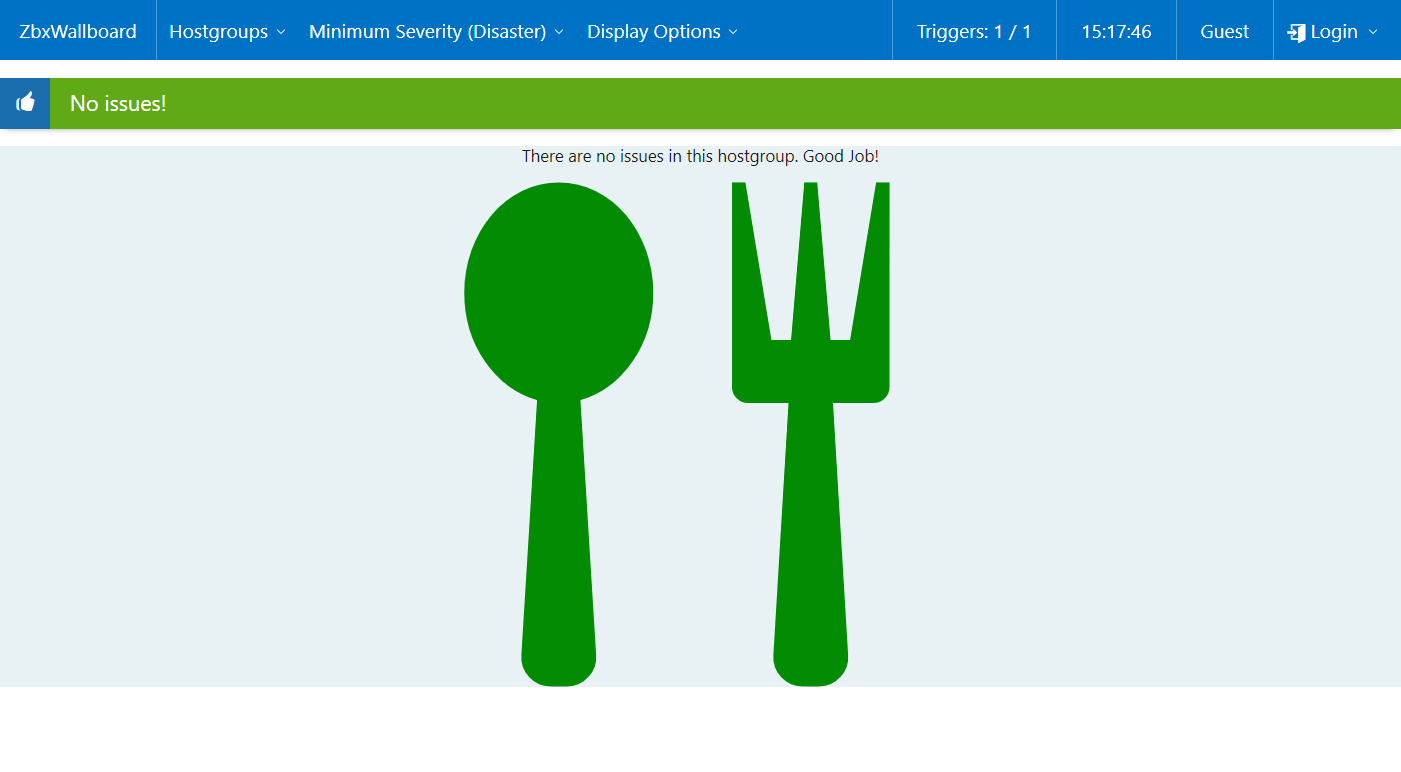 ZbxWallboard Hostgroups Minimum Severity (Disaster) Display Options Triggers: 1 / 1 15:17:46 Guest Login
No issues!
There are no issues in this hostgroup. Good Job!